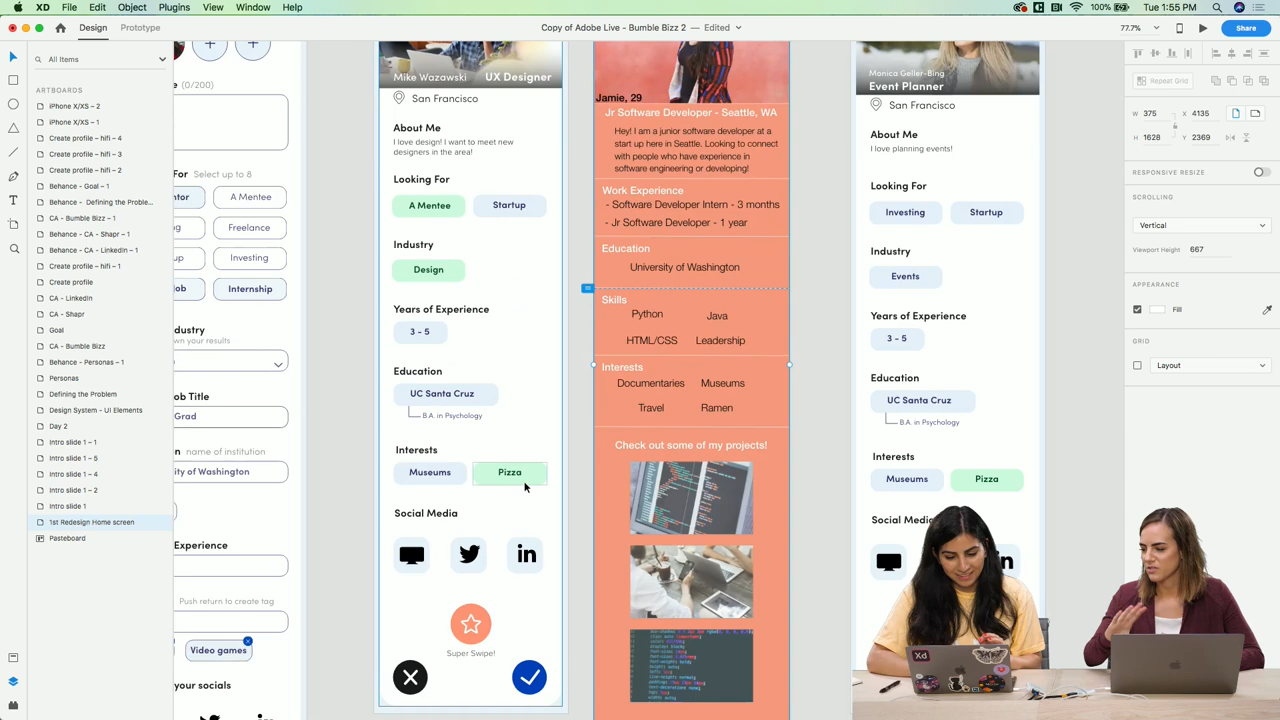 XD File Edit Object Plugins View Window Help
100% Tue 1:55 PM
Design Prototype
Copy of Adobe Live - Bumble Bizz 2 - Edited
77.7%
Share
All Items
ARTBOARDS
iPhone X/XS – 2
iPhone X/XS – 1
Create profile – hifi – 4
Create profile – hifi – 3
Create profile – hifi – 2
Behance - Goal – 1
Behance - Defining the Proble...
CA - Bumble Bizz – 1
Behance - CA - Shapr – 1
Behance - CA - LinkedIn – 1
Create profile - hifi – 1
Create profile
CA - LinkedIn
CA - Shapr
Goal
CA - Bumble Bizz
Behance - Personas – 1
Personas
Defining the Problem
Design System - UI Elements
Day 2
Intro slide 1 – 1
Intro slide 1 – 5
Intro slide 1 – 4
Intro slide 1 – 2
Intro slide 1
1st Redesign Home screen
Pasteboard
(0/200)
For Select up to 8
ntor A Mentee
ng Freelance
up Investing
ob Internship
dustry
wn your results
ob Title
Grad
n name of institution
ity of Washington
Experience
Push return to create tag
Video games
your socials
Mike Wazawski UX Designer
San Francisco
About Me
I love design! I want to meet new
designers in the area!
Looking For
A Mentee Startup
Industry
Design
Years of Experience
3 - 5
Education
UC Santa Cruz
B.A. in Psychology
Interests
Museums Pizza
Social Media
in
Super Swipe!
Jamie, 29
Jr Software Developer - Seattle, WA
Hey! I am a junior software developer at a
start up here in Seattle. Looking to connect
with people who have experience in
software engineering or developing!
Work Experience
- Software Developer Intern - 3 months
- Jr Software Developer - 1 year
Education
University of Washington
Skills
Python Java
HTML/CSS Leadership
Interests
Documentaries Museums
Travel Ramen
Check out some of my projects!
Monica Geller-Bing
Event Planner
San Francisco
About Me
I love planning events!
Looking For
Investing Startup
Industry
Events
Years of Experience
3 - 5
Education
UC Santa Cruz
B.A. in Psychology
Interests
Museums Pizza
Social Media
Xd
Repeat Grid
W 375 X 4135
H 1628 Y 2369
RESPONSIVE RESIZE
SCROLLING
Vertical
Viewport Height 667
APPEARANCE
Fill
GRID
Layout